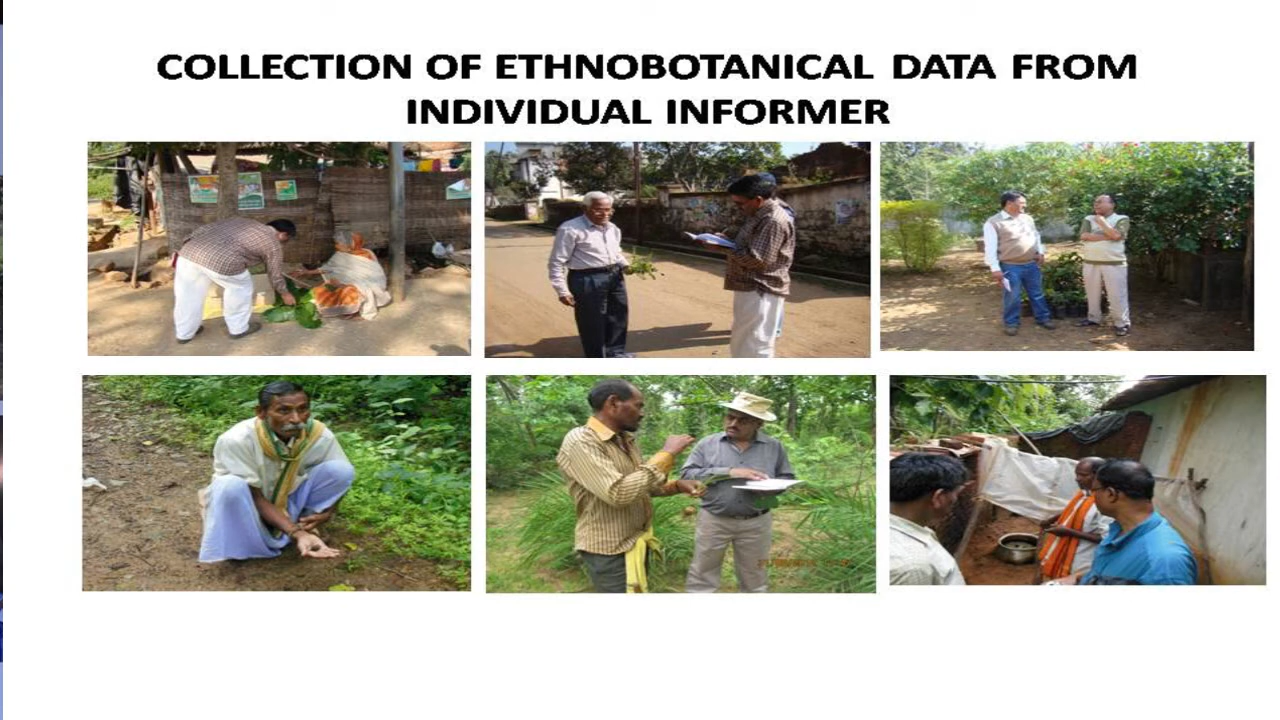 COLLECTION OF ETHNOBOTANICAL DATA FROM
INDIVIDUAL INFORMER